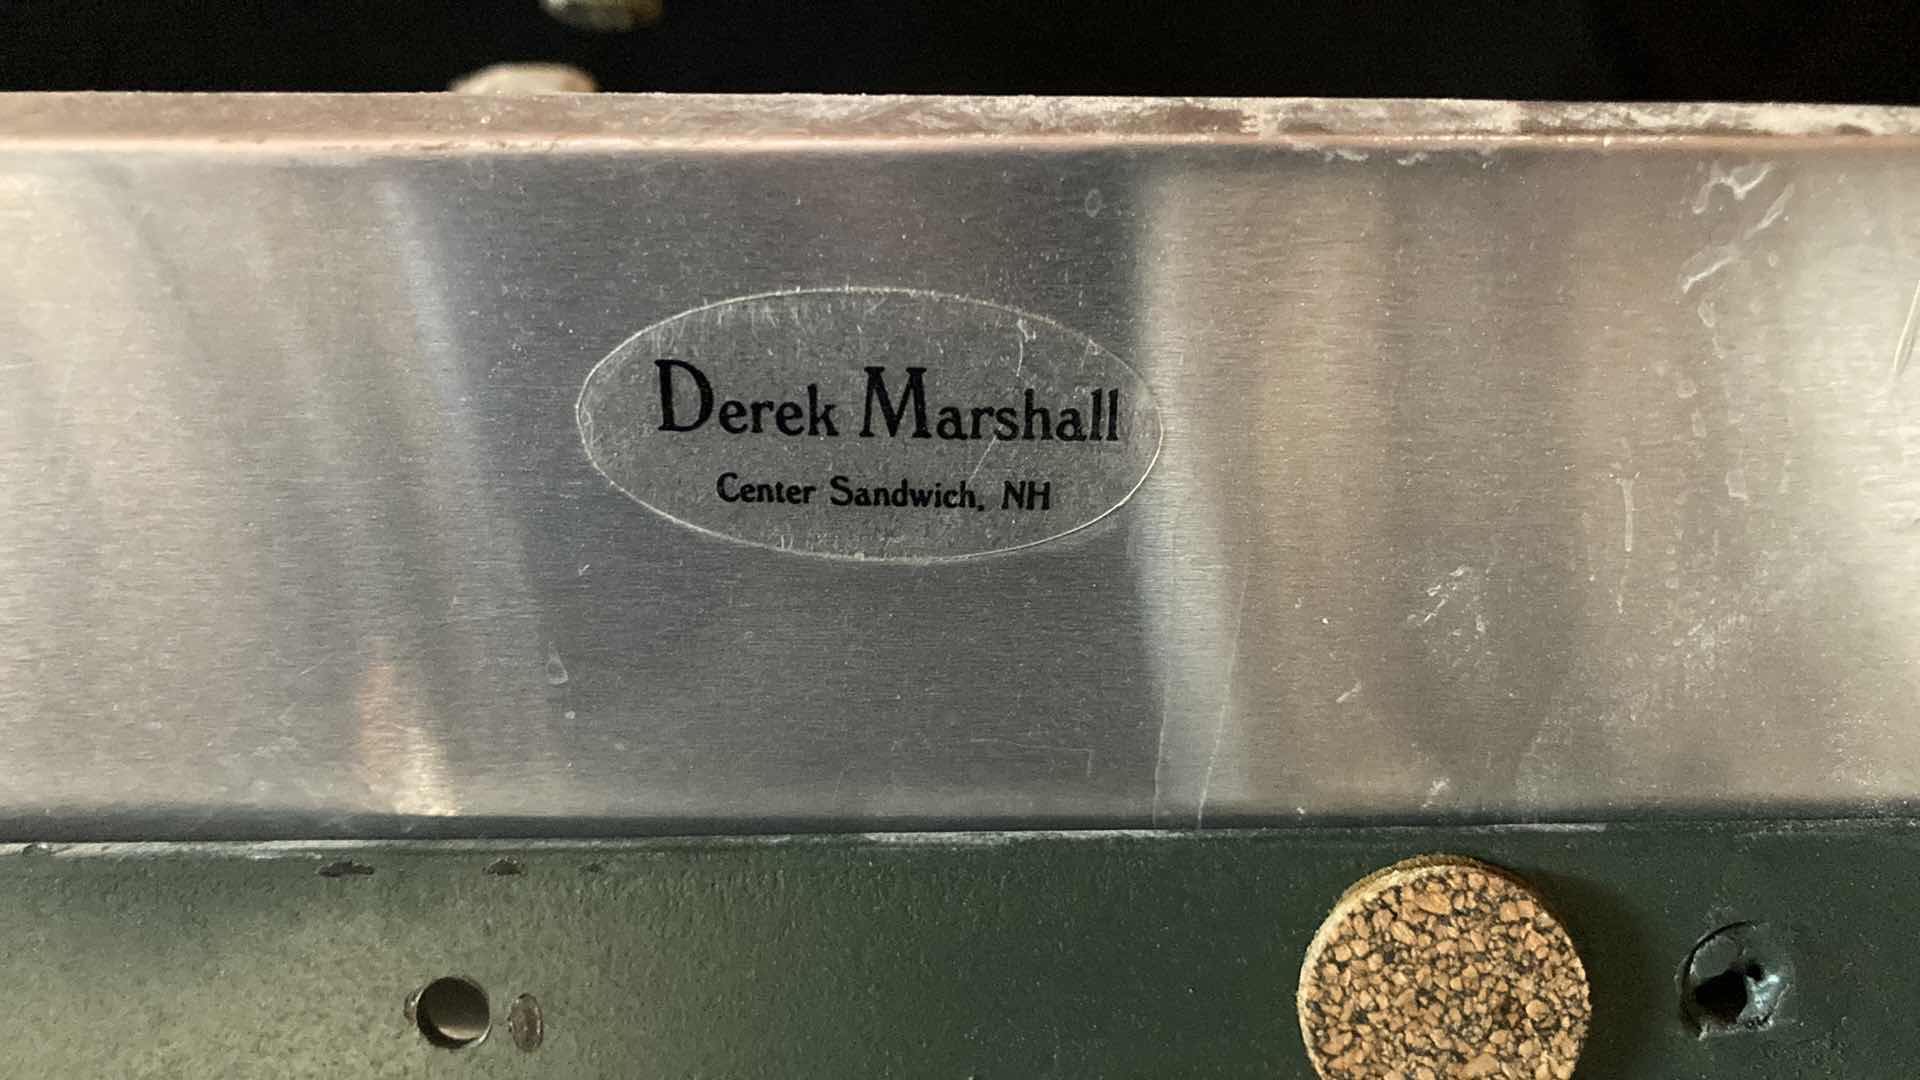 Derek Marshall
Center Sandwich, NH